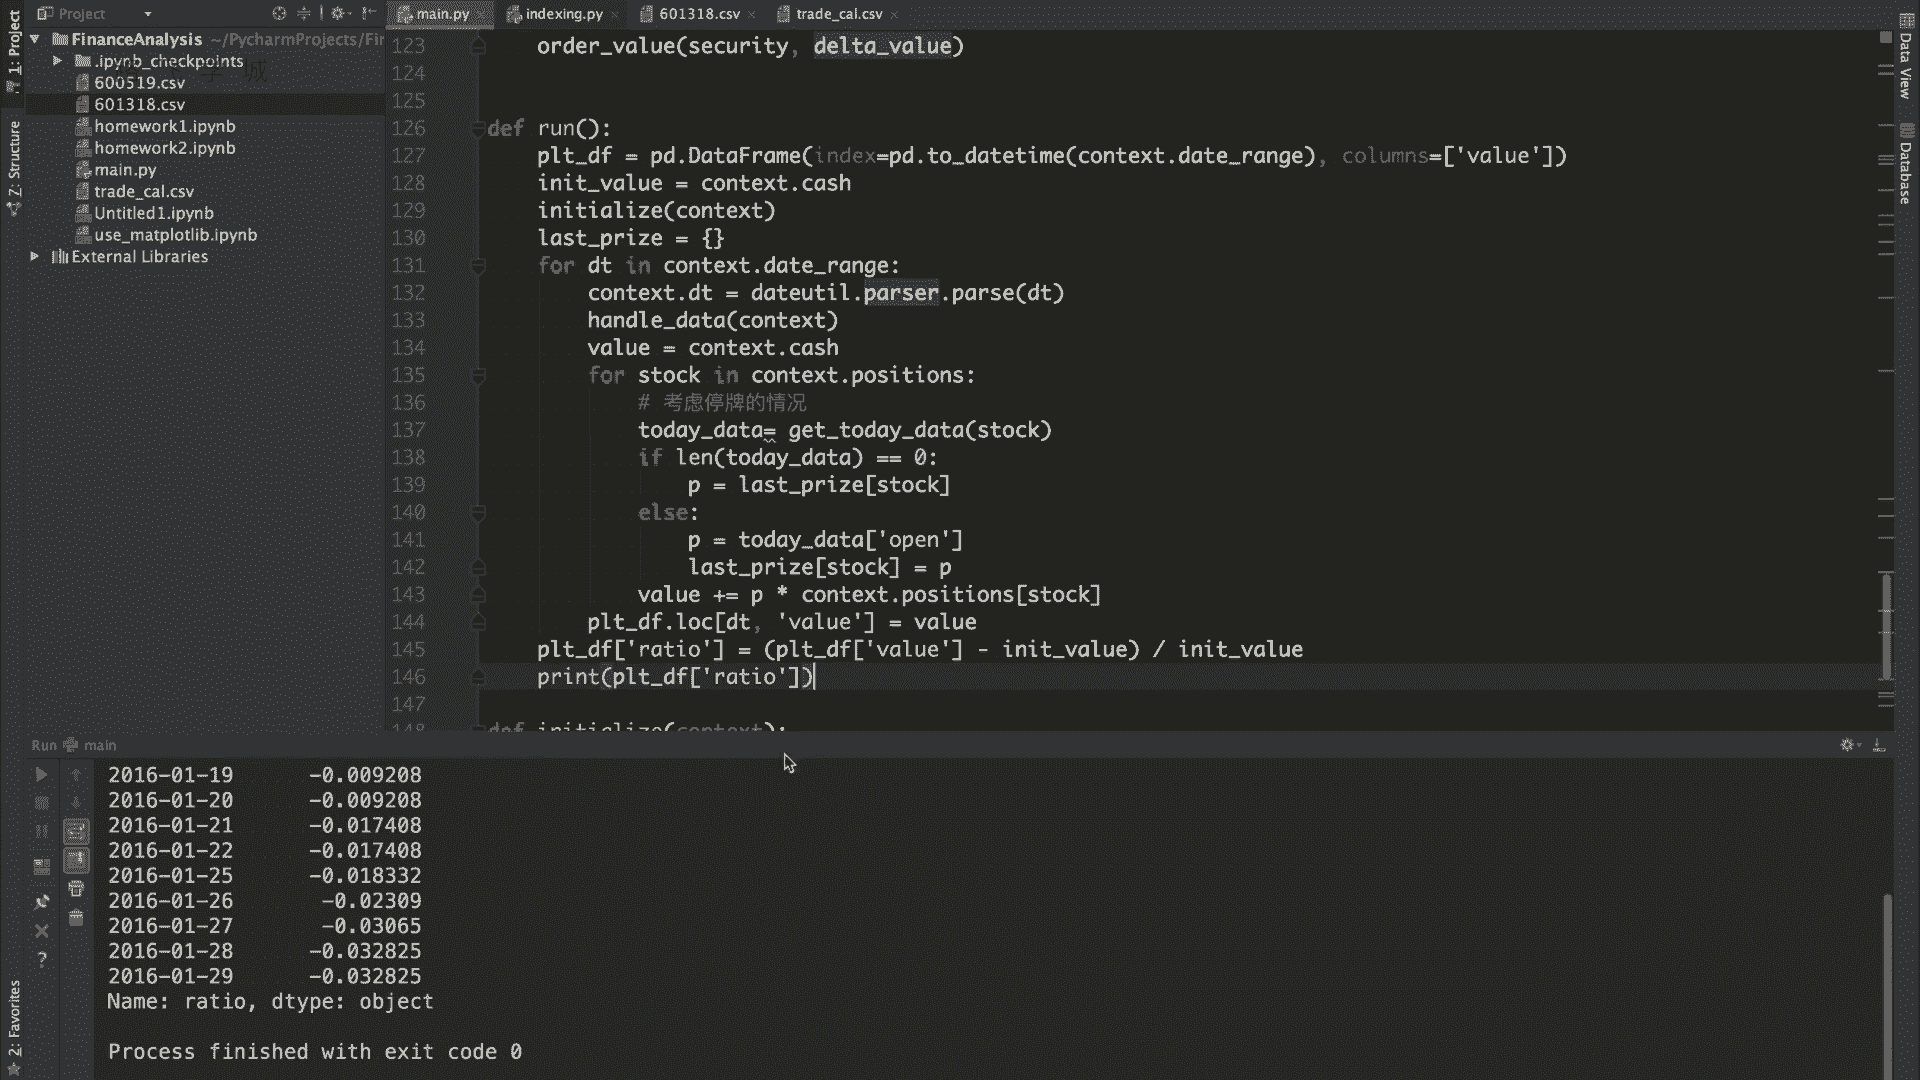 Project
main.py
indexing.py
601318.csv
trade_cal.csv
1: Project
Z: Structure
2: Favorites
Data View
Database
FinanceAnalysis ~/PycharmProjects/Fir
.ipynb_checkpoints
600519.csv
601318.csv
homework1.ipynb
homework2.ipynb
main.py
trade_cal.csv
Untitled1.ipynb
use_matplotlib.ipynb
External Libraries
123 order_value(security, delta_value)
124
125
126 def run():
127 plt_df = pd.DataFrame(index=pd.to_datetime(context.date_range), columns=['value'])
128 init_value = context.cash
129 initialize(context)
130 last_prize = {}
131 for dt in context.date_range:
132 context.dt = dateutil.parser.parse(dt)
133 handle_data(context)
134 value = context.cash
135 for stock in context.positions:
136 # 考虑停牌的情况
137 today_data= get_today_data(stock)
138 if len(today_data) == 0:
139 p = last_prize[stock]
140 else:
141 p = today_data['open']
142 last_prize[stock] = p
143 value += p * context.positions[stock]
144 plt_df.loc[dt, 'value'] = value
145 plt_df['ratio'] = (plt_df['value'] - init_value) / init_value
146 print(plt_df['ratio'])
147
148 def initialize(context):
Run main
2016-01-19 -0.009208
2016-01-20 -0.009208
2016-01-21 -0.017408
2016-01-22 -0.017408
2016-01-25 -0.018332
2016-01-26 -0.02309
2016-01-27 -0.03065
2016-01-28 -0.032825
2016-01-29 -0.032825
Name: ratio, dtype: object
Process finished with exit code 0